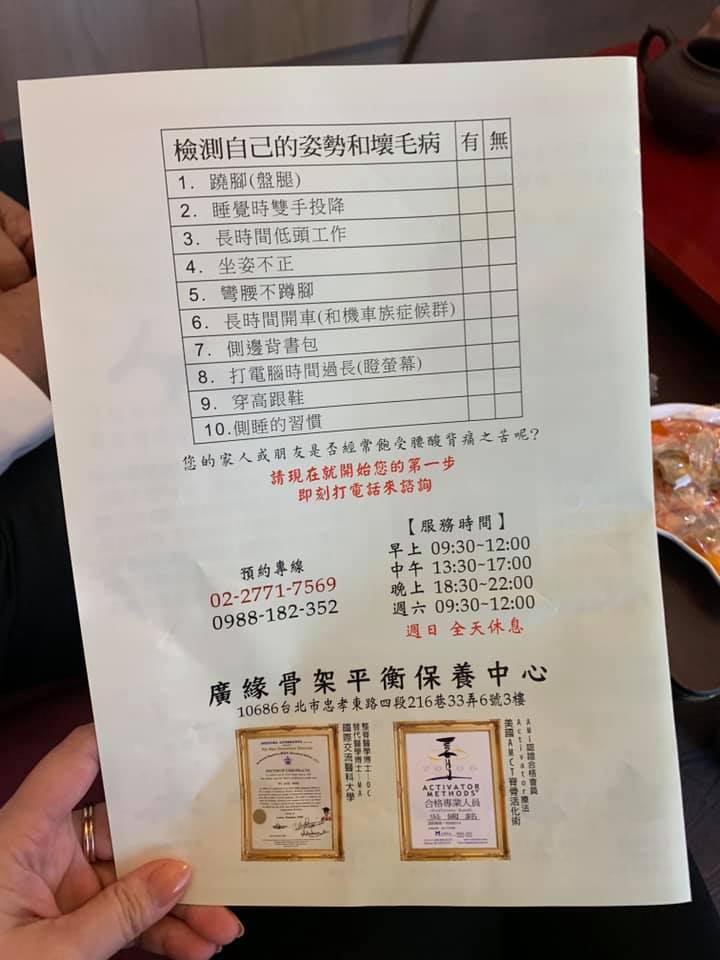 檢測自己的姿勢和壞毛病 有 無
1. 蹺腳(盤腿)
2. 睡覺時雙手投降
3. 長時間低頭工作
4. 坐姿不正
5. 彎腰不蹲腳
6. 長時間開車(和機車族症候群)
7. 側邊背書包
8. 打電腦時間過長(瞪螢幕)
9. 穿高跟鞋
10.側睡的習慣
您的家人或朋友是否經常飽受腰酸背痛之苦呢?
請現在就開始您的第一步
即刻打電話來諮詢
預約專線
02-2771-7569
0988-182-352
【服務時間】
早上 09:30~12:00
中午 13:30~17:00
晚上 18:30~22:00
週六 09:30~12:00
週日 全天休息
廣緣骨架平衡保養中心
10686台北市忠孝東路四段216巷33弄6號3樓
整脊醫學博士-:DC
替代醫學博士-:MA
國際交流醫科大學
ACTIVATOR
METHODS
合格專業人員
AMI認證合格會員
Activator療法
美國AMCT脊骨活化術